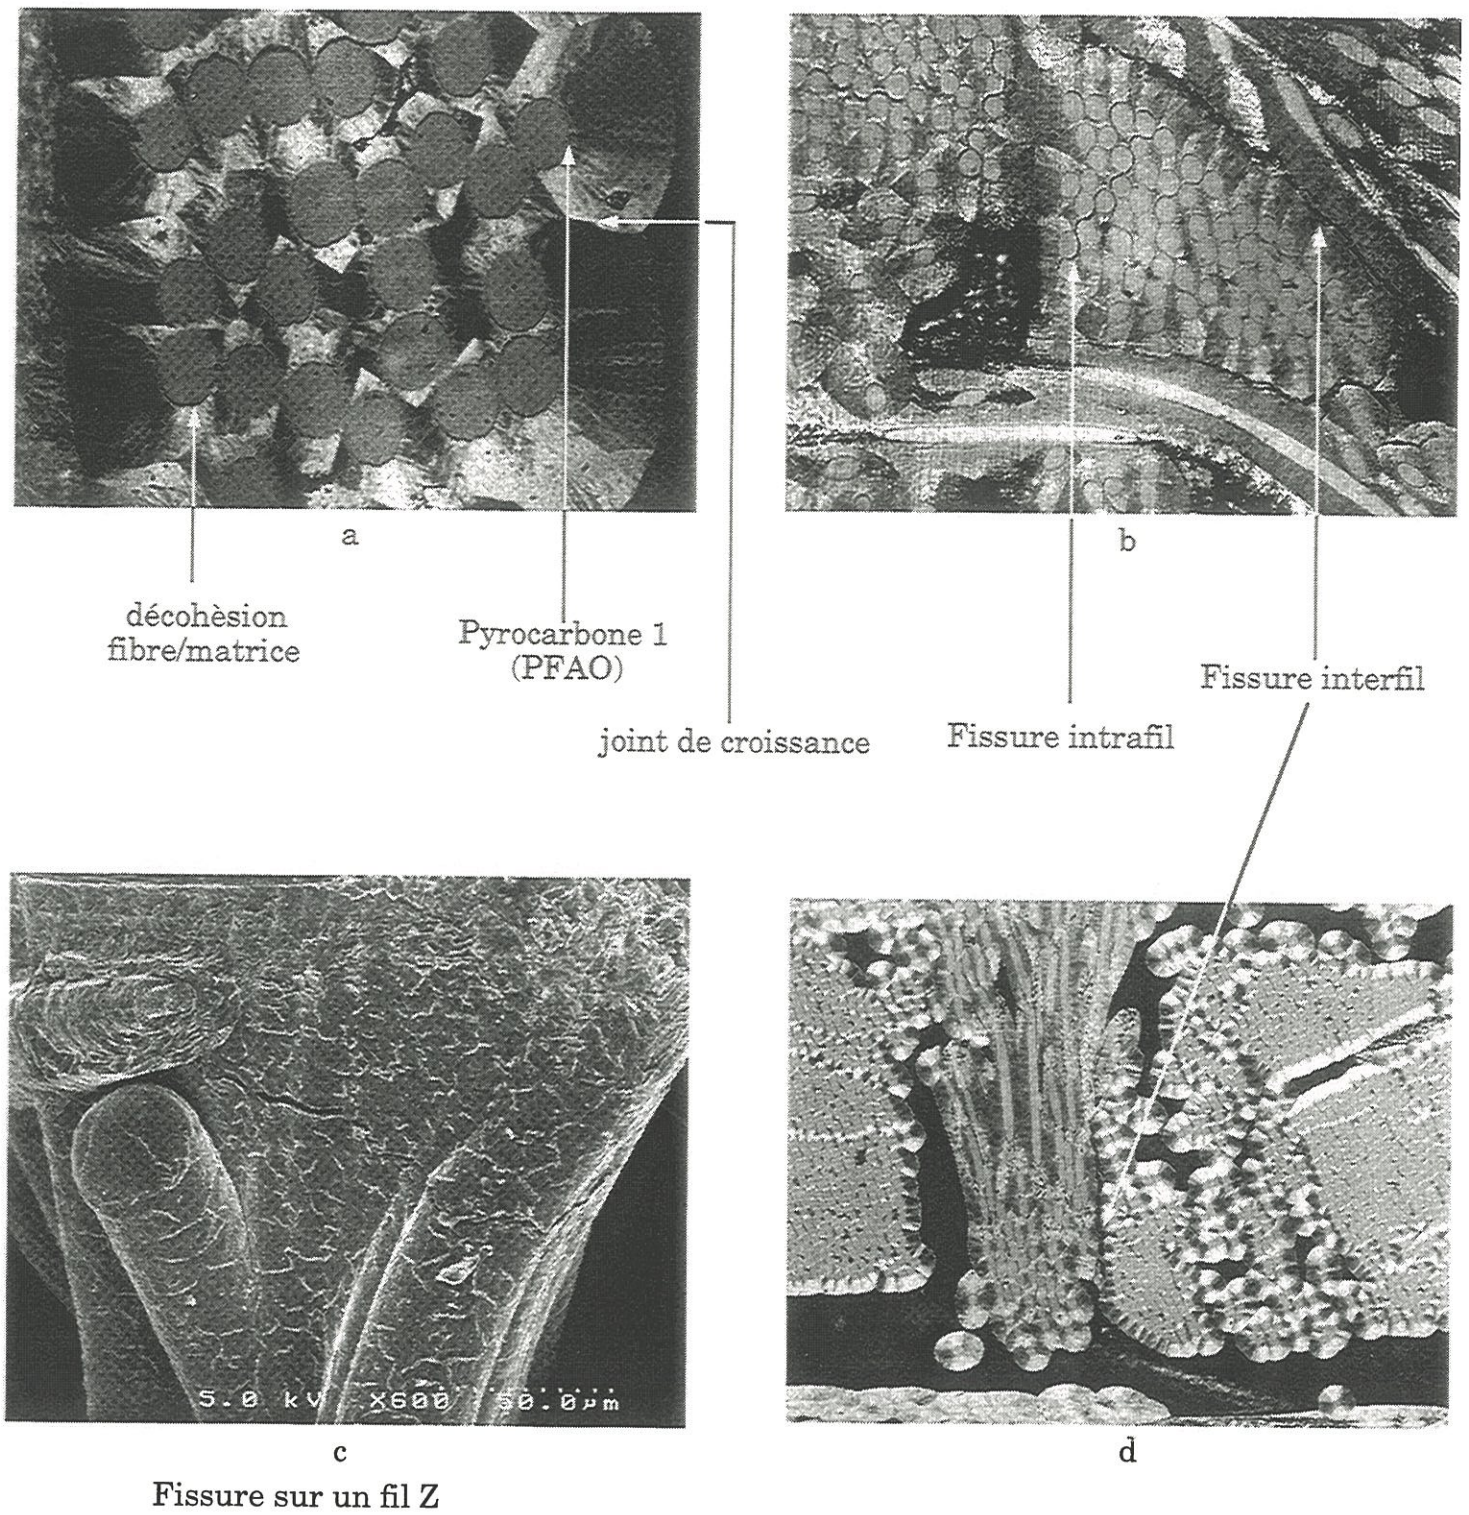 a
b
décohèsion
fibre/matrice
Pyrocarbone 1
(PFAO)
joint de croissance
Fissure intrafil
Fissure interfil
5.0 kV X600 50.0µm
c
d
Fissure sur un fil Z